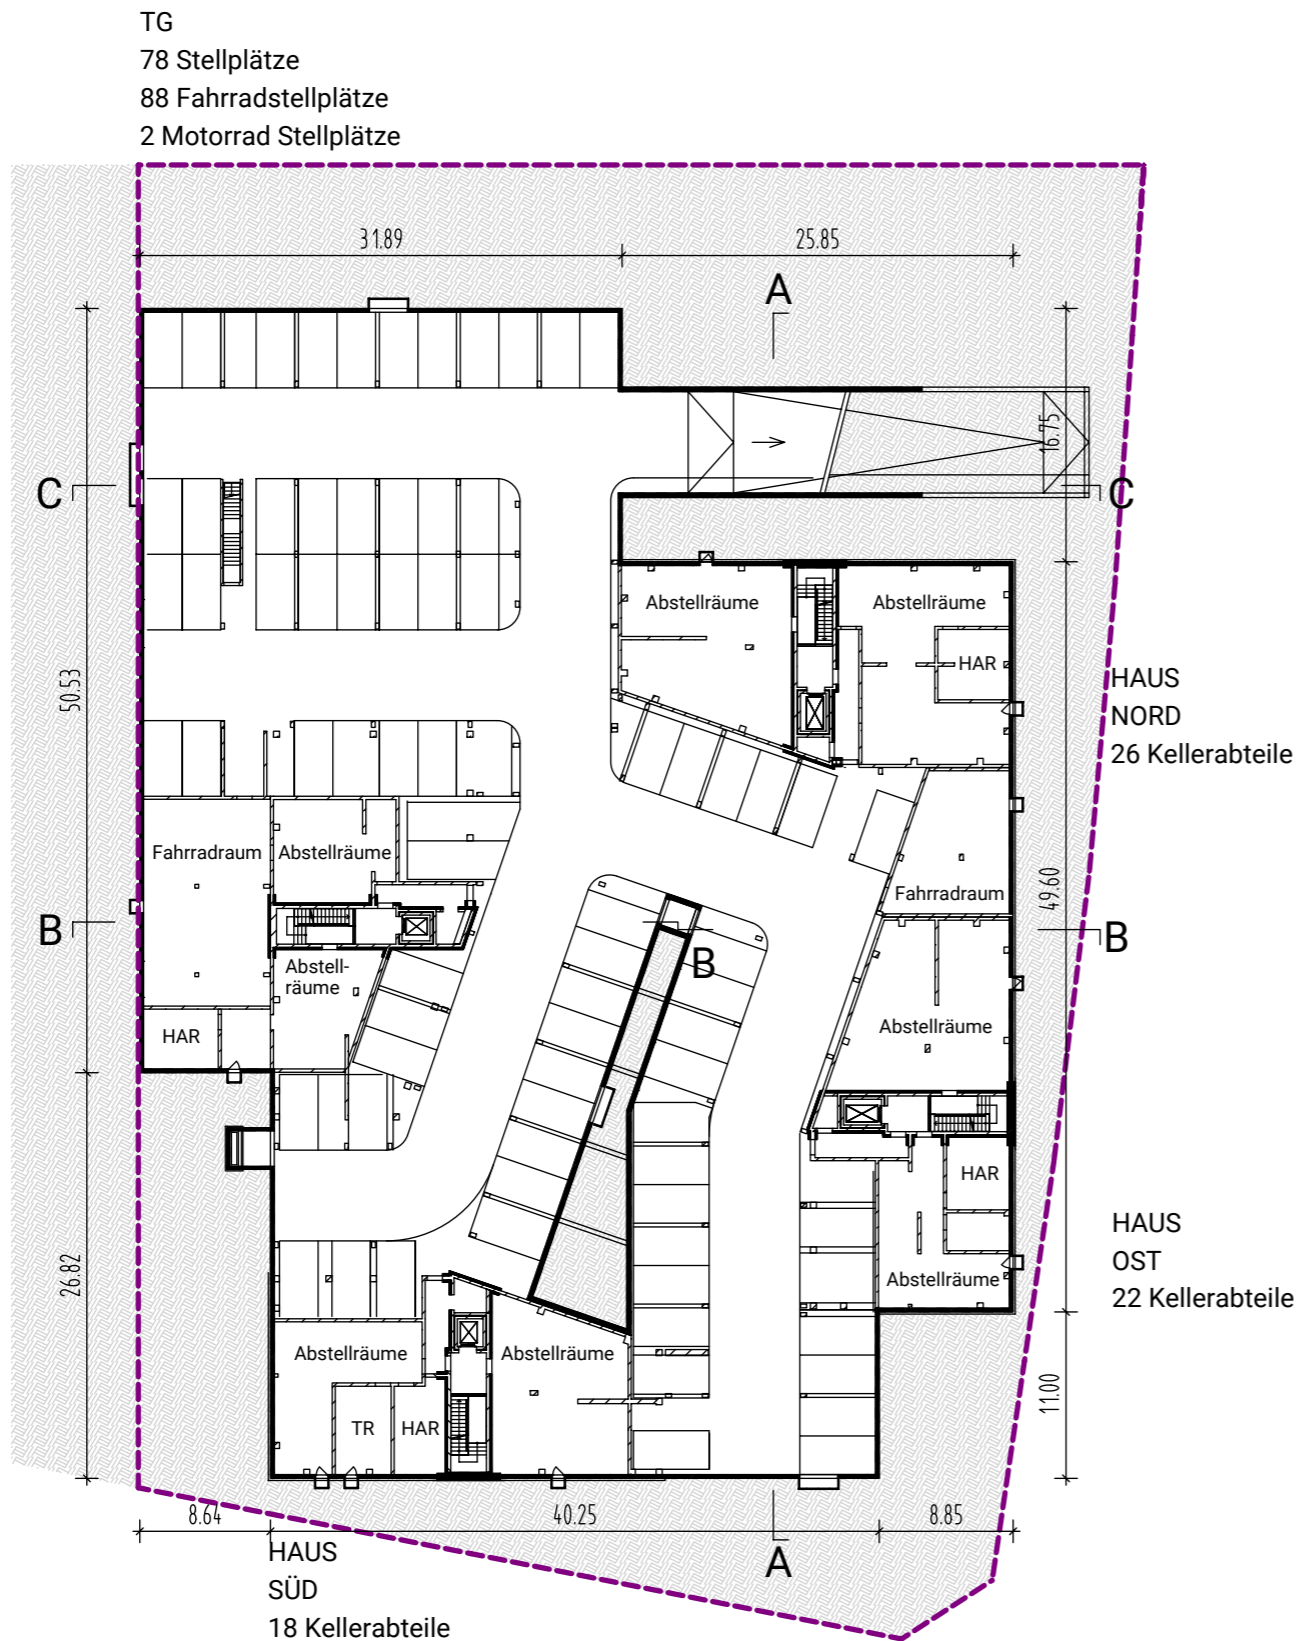 TG
78 Stellplätze
88 Fahrradstellplätze
2 Motorrad Stellplätze
31.89
25.85
A
16.75
C
C
Abstellräume
Abstellräume
HAR
50.53
HAUS
NORD
26 Kellerabteile
Fahrradraum
Abstellräume
Fahrradraum
49.60
B
B
B
Abstell-
räume
Abstellräume
HAR
HAR
HAUS
OST
22 Kellerabteile
26.82
Abstellräume
Abstellräume
Abstellräume
TR
HAR
11.00
8.64
40.25
8.85
A
HAUS
SÜD
18 Kellerabteile